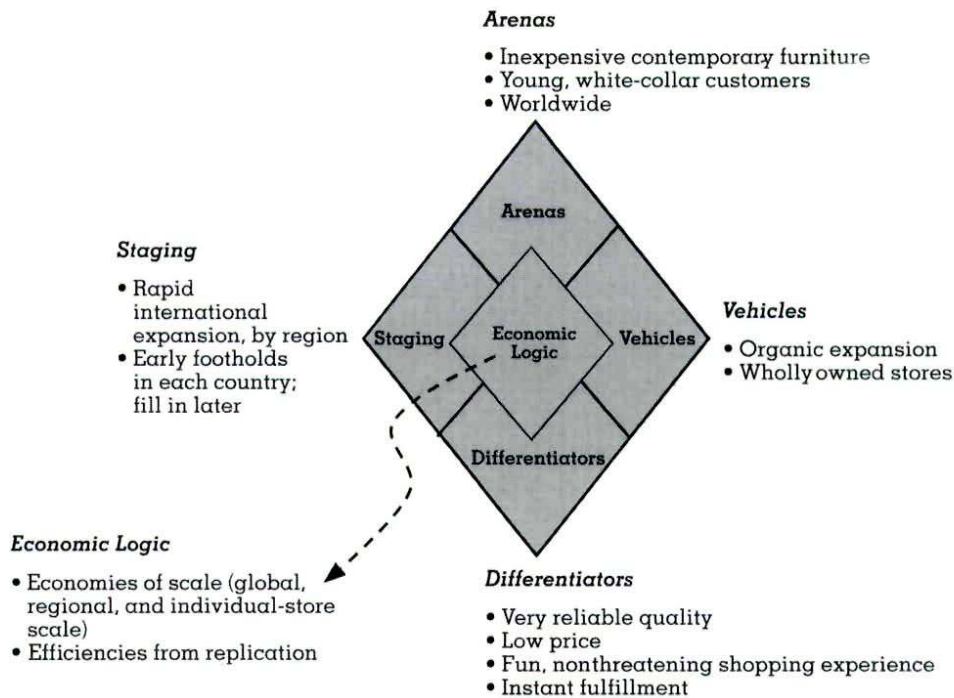 Arenas
• Inexpensive contemporary furniture
• Young, white-collar customers
• Worldwide
Arenas
Staging
• Rapid
international
expansion, by region
• Early footholds
in each country;
fill in later
Staging
Economic
Logic
Vehicles
Vehicles
• Organic expansion
• Wholly owned stores
Differentiators
Economic Logic
• Economies of scale (global,
regional, and individual-store
scale)
• Efficiencies from replication
Differentiators
• Very reliable quality
• Low price
• Fun, nonthreatening shopping experience
• Instant fulfillment